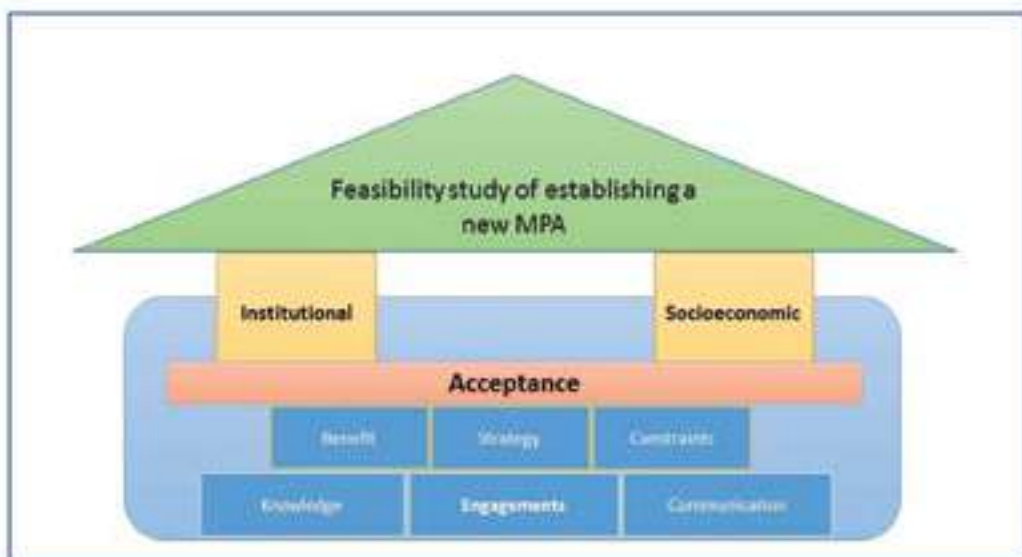 Feasibility study of establishing a
new MPA
Institutional
Socioeconomic
Acceptance
Benefit
Strategy
Constraints
Knowledge
Engagements
Communication